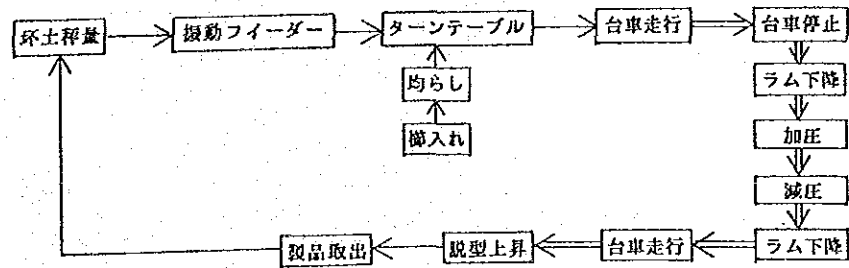 坏土秤量
振動フイーダー
ターンテーブル
台車走行
台車停止
均らし
櫛入れ
ラム下降
加圧
減圧
ラム下降
台車走行
脱型上昇
製品取出